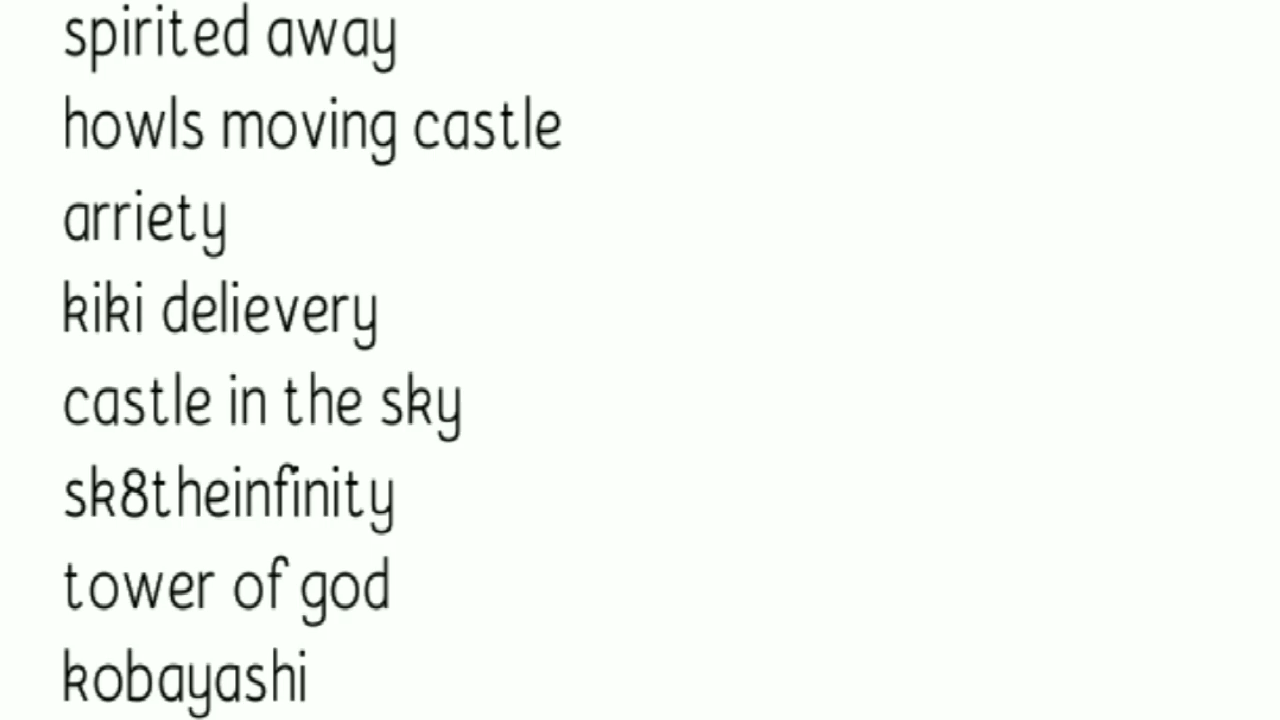 spirited away
howls moving castle
arriety
kiki delievery
castle in the sky
sk8theinfinity
tower of god
kobayashi